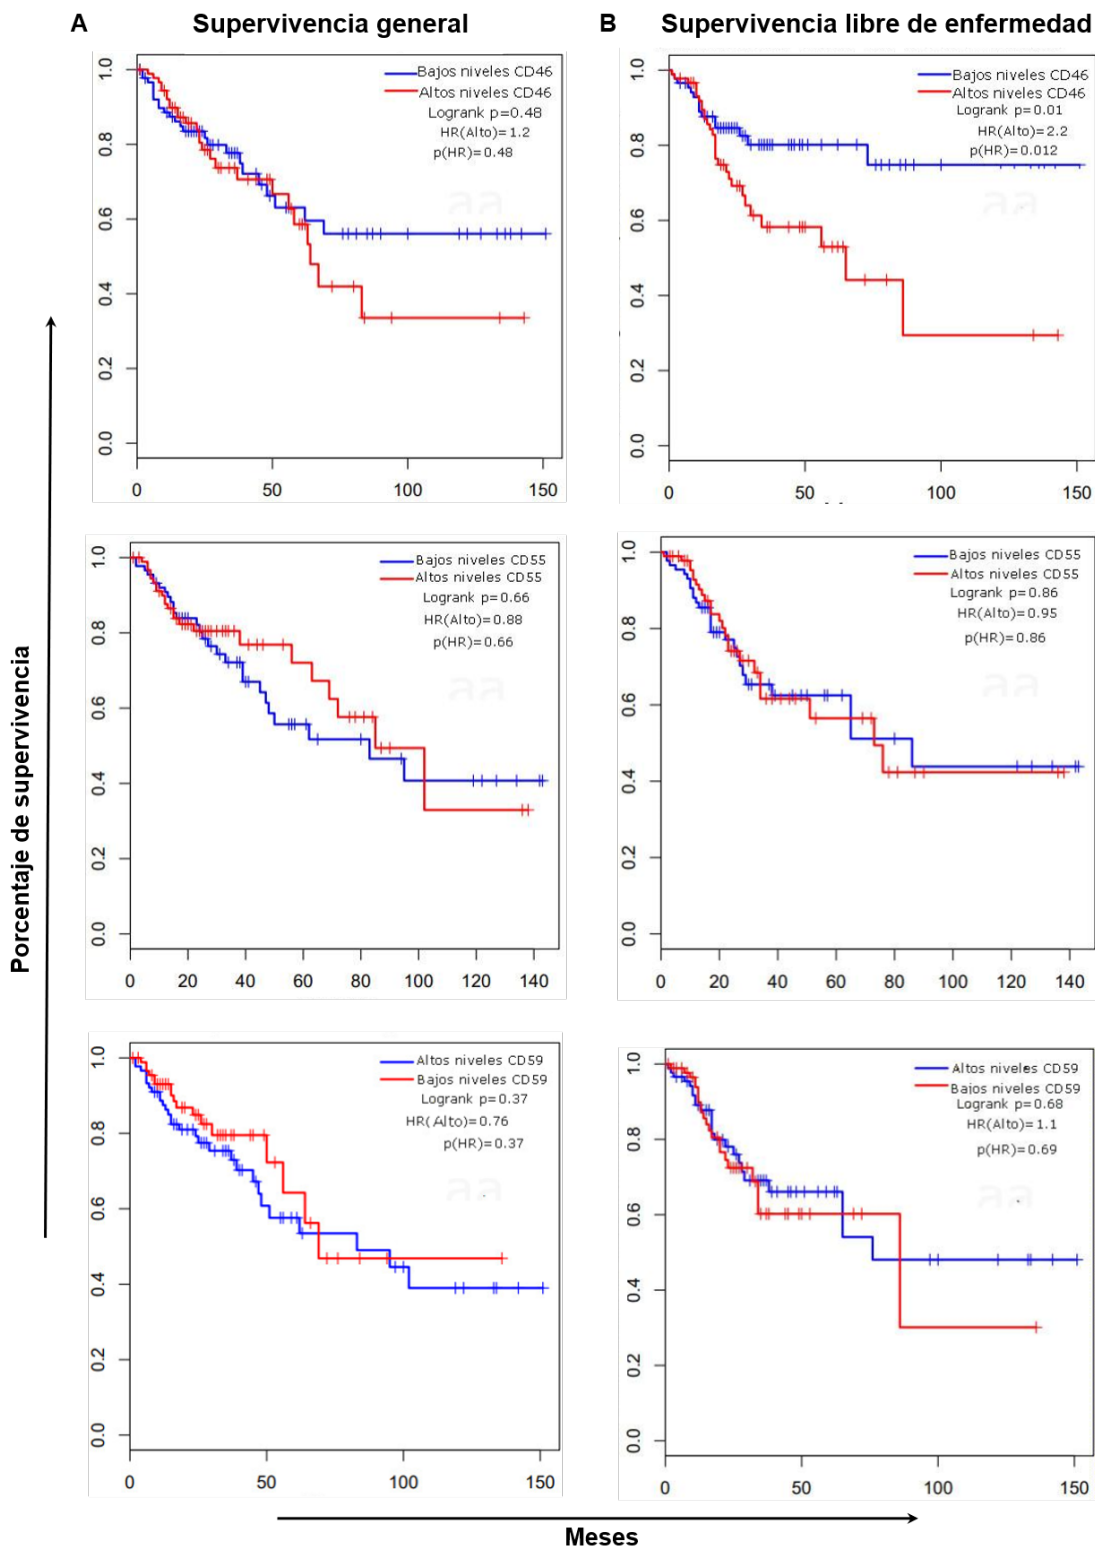 A Supervivencia general
B Supervivencia libre de enfermedad
Porcentaje de supervivencia
1.0
0.8
0.6
0.4
0.2
0.0
Bajos niveles CD46
Altos niveles CD46
Logrank p=0.48
HR(Alto)=1.2
p(HR)=0.48
0 50 100 150
1.0
0.8
0.6
0.4
0.2
0.0
Bajos niveles CD46
Altos niveles CD46
Logrank p=0.01
HR(Alto)=2.2
p(HR)=0.012
0 50 100 150
1.0
0.8
0.6
0.4
0.2
0.0
Bajos niveles CD55
Altos niveles CD55
Logrank p=0.66
HR(Alto)=0.88
p(HR)=0.66
0 20 40 60 80 100 120 140
1.0
0.8
0.6
0.4
0.2
0.0
Bajos niveles CD55
Altos niveles CD55
Logrank p=0.86
HR(Alto)=0.95
p(HR)=0.86
0 20 40 60 80 100 120 140
1.0
0.8
0.6
0.4
0.2
0.0
Altos niveles CD59
Bajos niveles CD59
Logrank p=0.37
HR(Alto)=0.76
p(HR)=0.37
0 50 100 150
1.0
0.8
0.6
0.4
0.2
0.0
Altos niveles CD59
Bajos niveles CD59
Logrank p=0.68
HR(Alto)=1.1
p(HR)=0.69
0 50 100 150
Meses